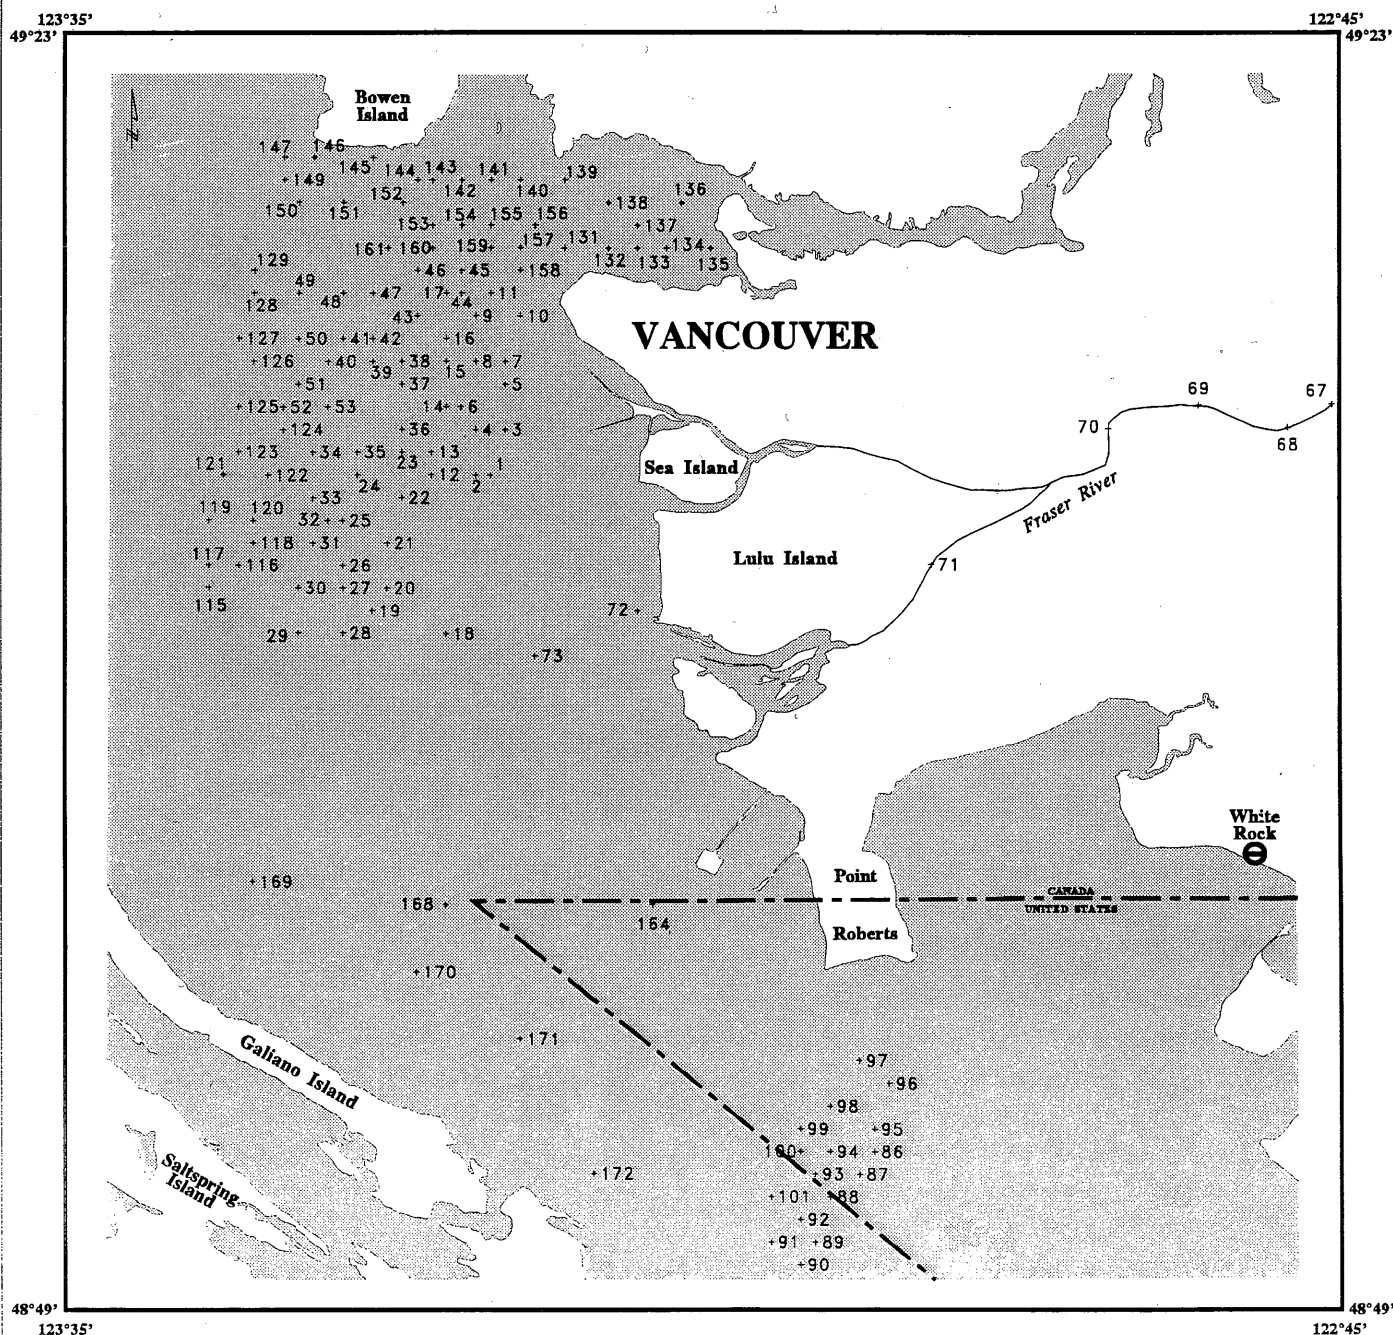 123°35'
122°45'
49°23'
49°23'
N
Bowen
Island
147 146
145 144 143 141 139
149
152 142 140 136
150 151 138
153 154 155 156 137
161 160 159 157 131 134
129 132 133 135
46 45 158
49
128 48 47 17 44 11
43 9 10
VANCOUVER
127 50 41 42 16
126 40 39 38 15 8 7
51 37 5
125 52 53 14 6
69 67
124 36 4 3
70
68
123 34 35 23 13
121 122 24 12 1
2
Sea Island
33 22
119 120
32 25
Fraser River
118 31 21
117
116 26
Lulu Island
71
30 27 20
115 19
72
29 28 18
73
White
Rock
Point
169
CANADA
168
UNITED STATES
164
Roberts
170
171
Galiano Island
97
96
98
99 95
100 94 86
Saltspring
Island
172 93 87
101 88
92
91 89
90
48°49'
48°49'
123°35'
122°45'